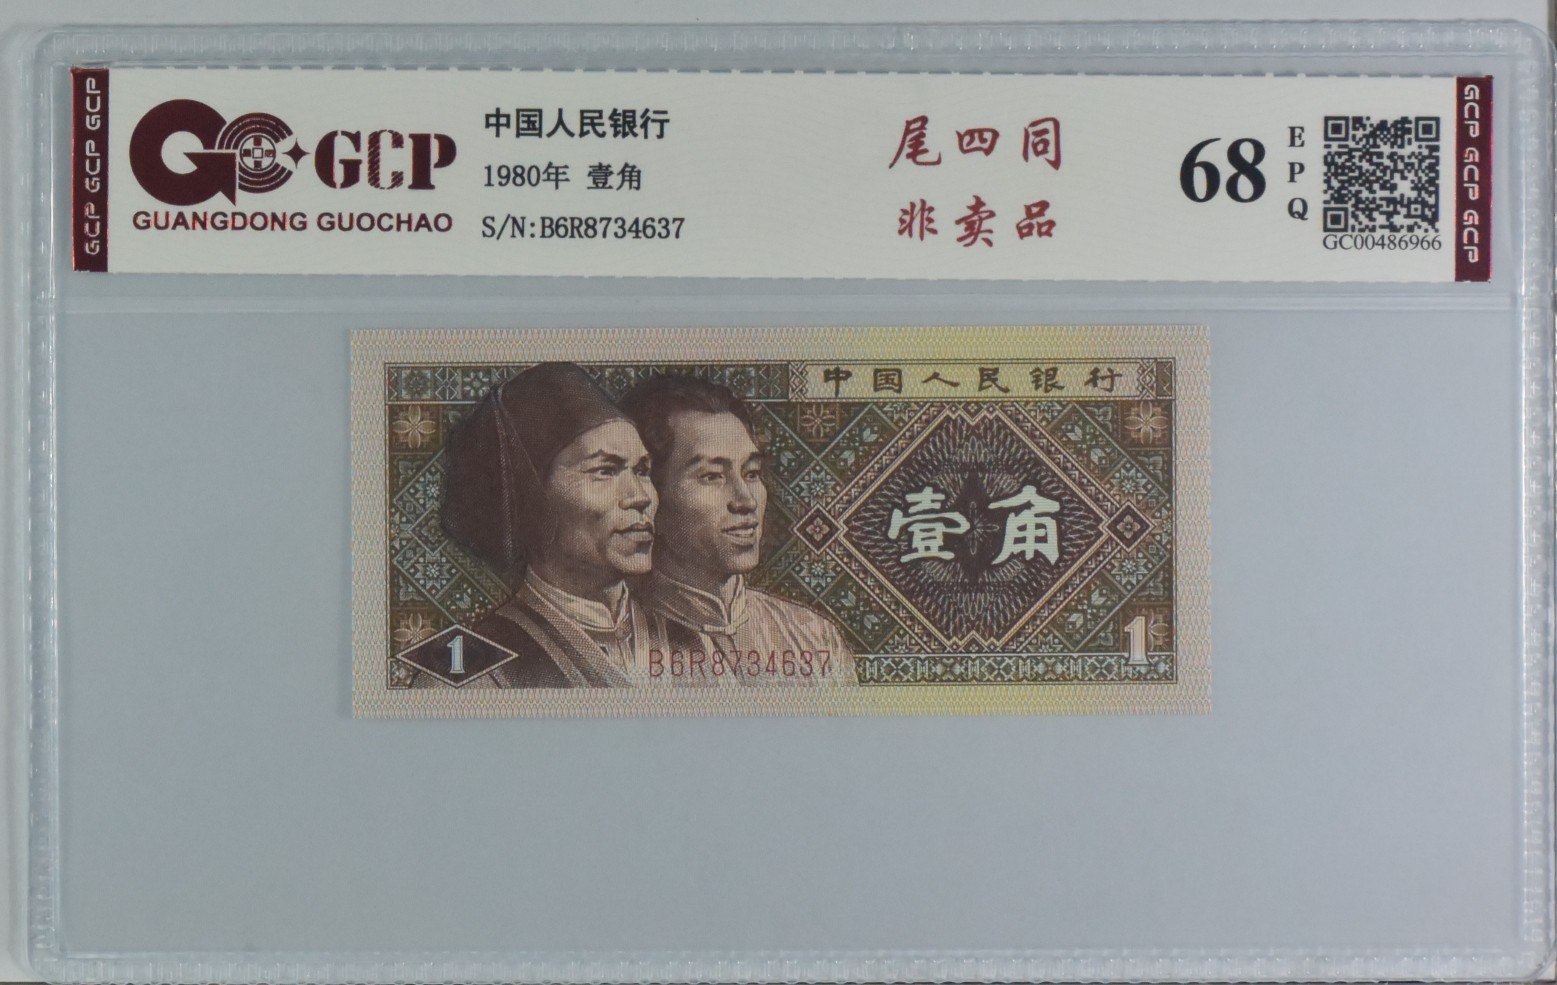 GCP GCP GCP
GCP
GUANGDONG GUOCHAO
中国人民银行
1980年 壹角
S/N:B6R8734637
尾四同
非卖品
68
EPQ
GC00486966
GCP GCP GCP
中国人民银行
壹角
1
1
B6R8734637